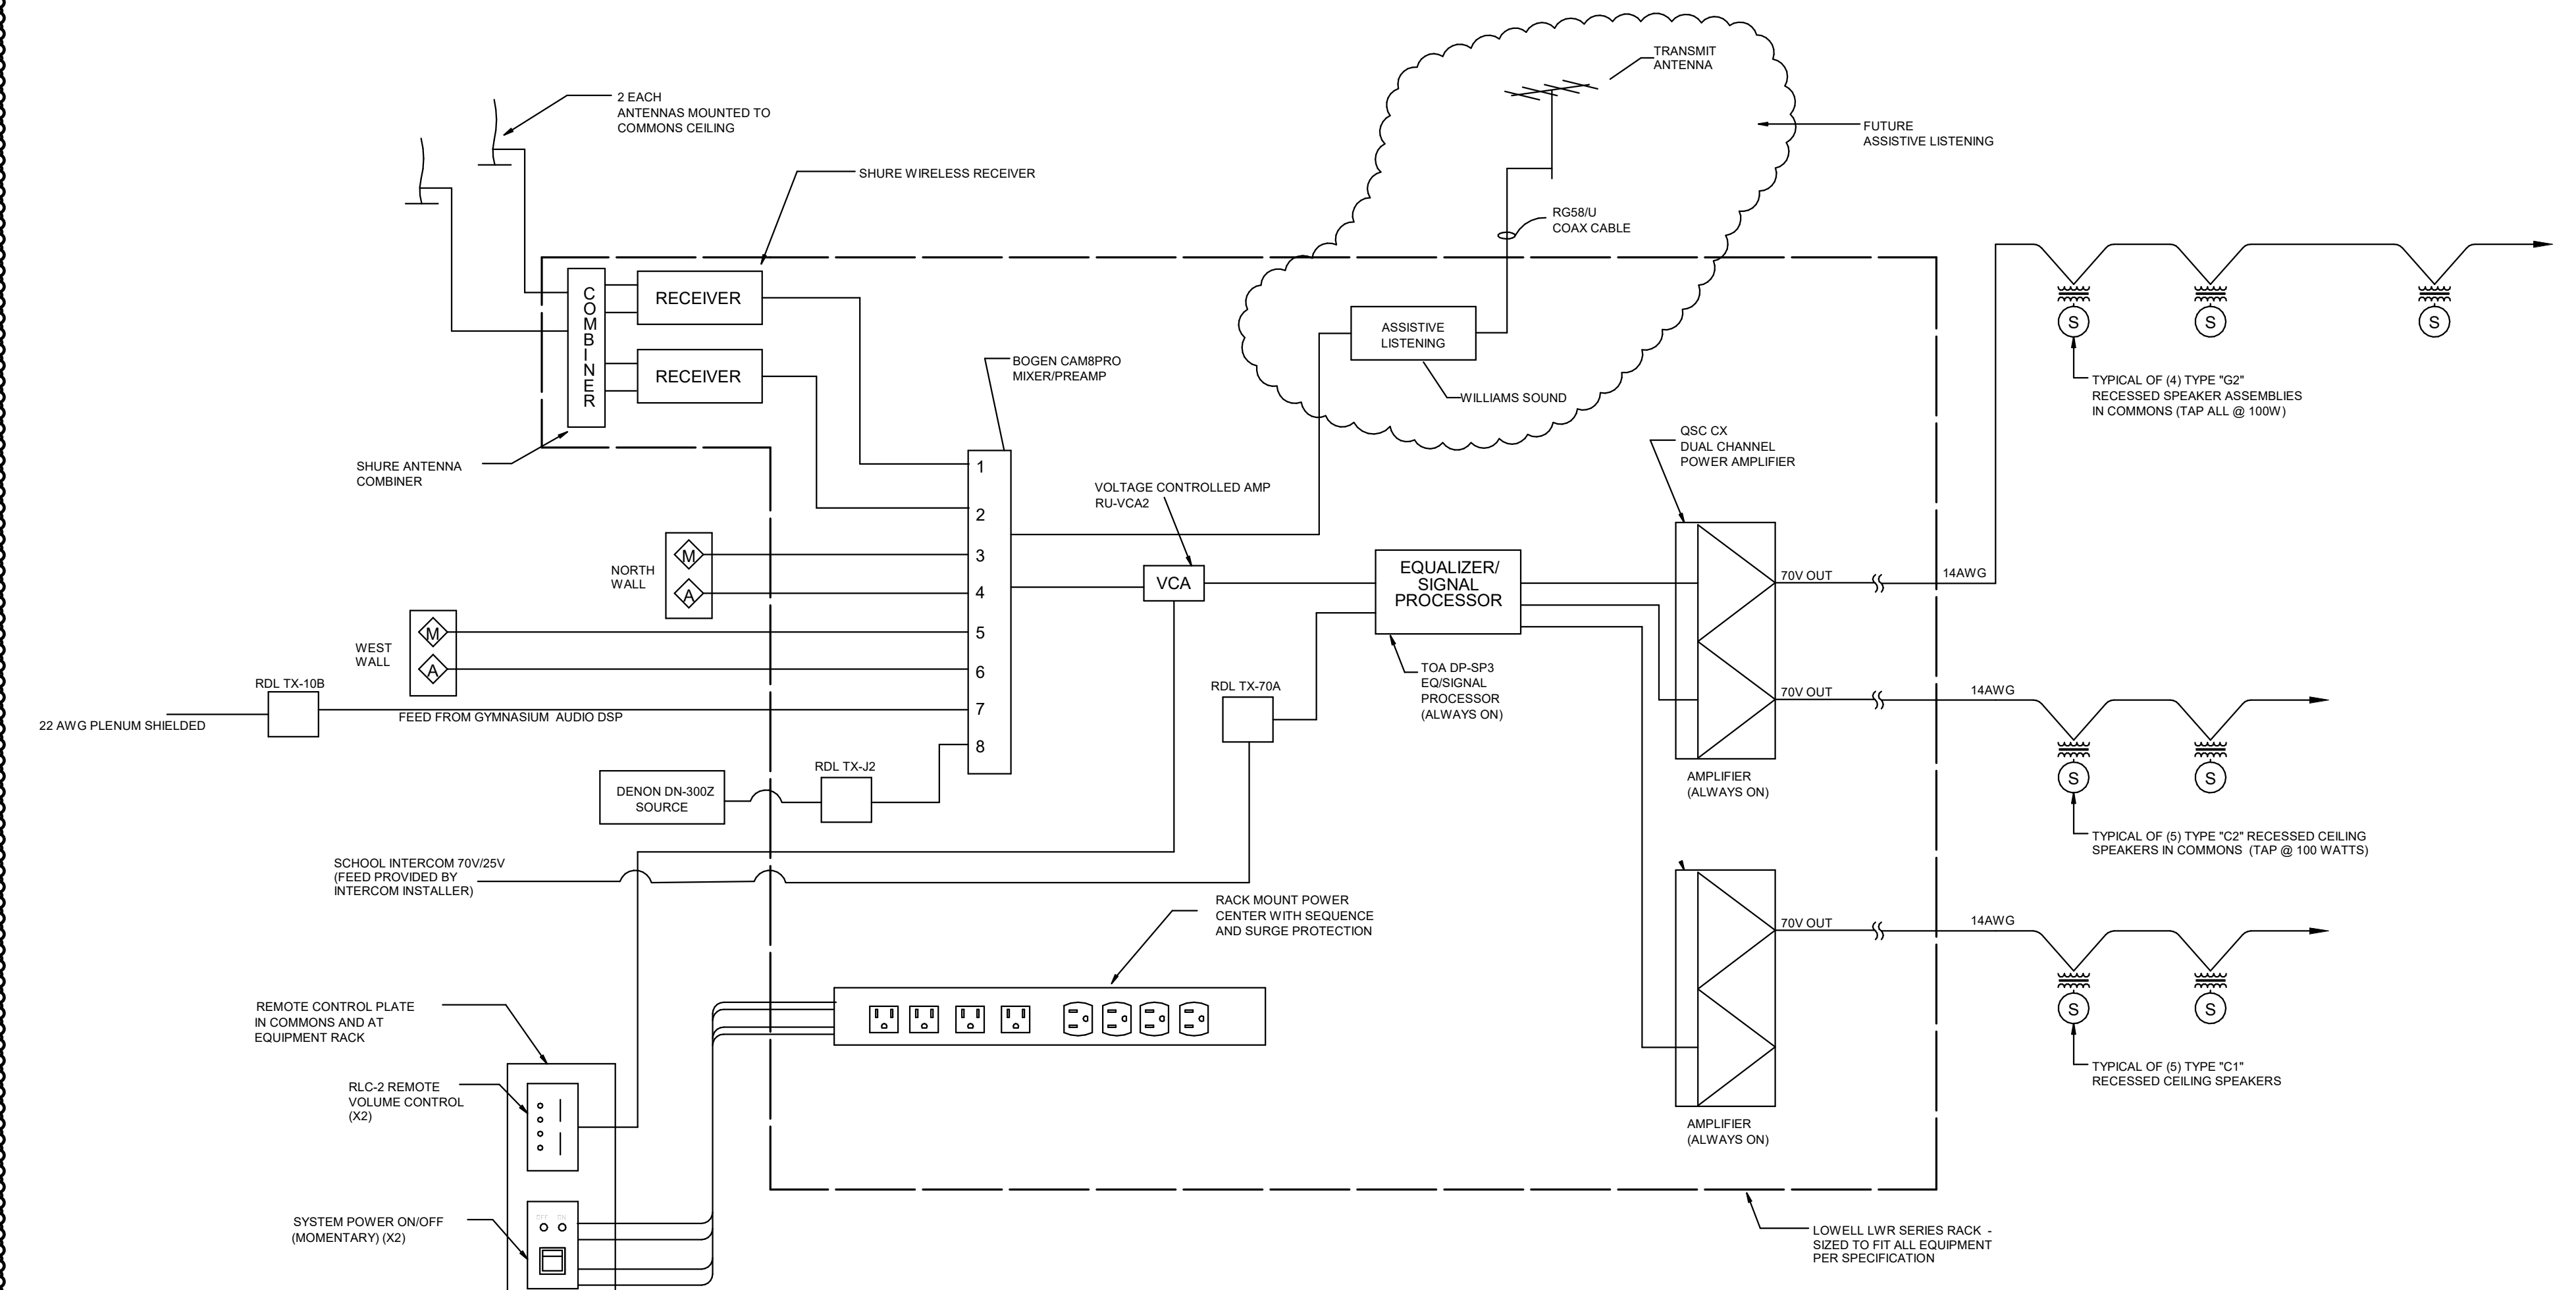 TRANSMIT
ANTENNA
2 EACH
ANTENNAS MOUNTED TO
COMMONS CEILING
FUTURE
ASSISTIVE LISTENING
SHURE WIRELESS RECEIVER
RG58/U
COAX CABLE
COMBINER
RECEIVER
RECEIVER
ASSISTIVE
LISTENING
WILLIAMS SOUND
BOGEN CAM8PRO
MIXER/PREAMP
S
S
S
TYPICAL OF (4) TYPE "G2"
RECESSED SPEAKER ASSEMBLIES
IN COMMONS (TAP ALL @ 100W)
QSC CX
DUAL CHANNEL
POWER AMPLIFIER
SHURE ANTENNA
COMBINER
1
2
3
4
5
6
7
8
VOLTAGE CONTROLLED AMP
RU-VCA2
NORTH
WALL
M
A
VCA
EQUALIZER/
SIGNAL
PROCESSOR
70V OUT
14AWG
WEST
WALL
M
A
TOA DP-SP3
EQ/SIGNAL
PROCESSOR
(ALWAYS ON)
RDL TX-10B
22 AWG PLENUM SHIELDED
FEED FROM GYMNASIUM AUDIO DSP
RDL TX-70A
70V OUT
14AWG
S
S
RDL TX-J2
DENON DN-300Z
SOURCE
AMPLIFIER
(ALWAYS ON)
TYPICAL OF (5) TYPE "C2" RECESSED CEILING
SPEAKERS IN COMMONS (TAP @ 100 WATTS)
SCHOOL INTERCOM 70V/25V
(FEED PROVIDED BY
INTERCOM INSTALLER)
RACK MOUNT POWER
CENTER WITH SEQUENCE
AND SURGE PROTECTION
70V OUT
14AWG
S
S
REMOTE CONTROL PLATE
IN COMMONS AND AT
EQUIPMENT RACK
TYPICAL OF (5) TYPE "C1"
RECESSED CEILING SPEAKERS
RLC-2 REMOTE
VOLUME CONTROL
(X2)
AMPLIFIER
(ALWAYS ON)
OFF ON
SYSTEM POWER ON/OFF
(MOMENTARY) (X2)
LOWELL LWR SERIES RACK -
SIZED TO FIT ALL EQUIPMENT
PER SPECIFICATION